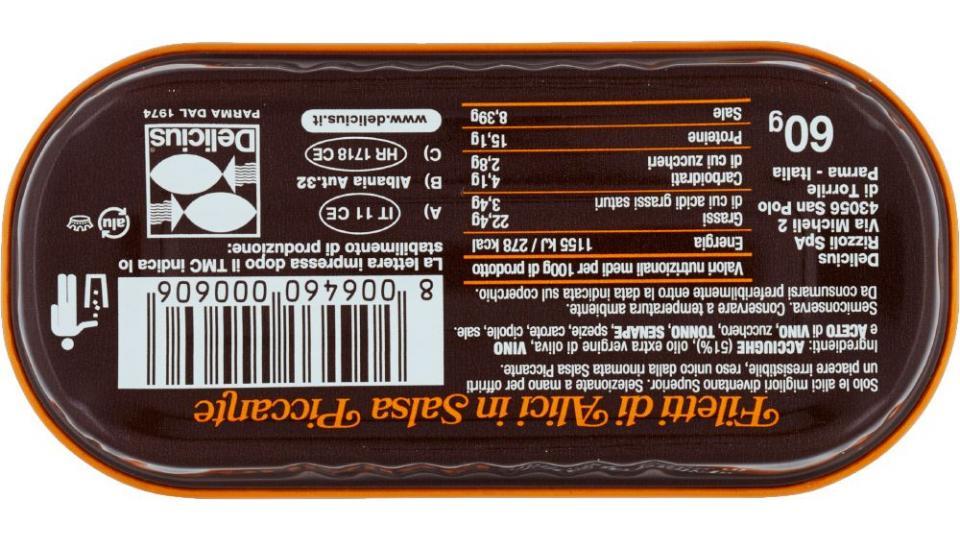 Filetti di Alici in Salsa Piccante
Solo le alici migliori diventano Superior. Selezionate a mano per offrirti
un piacere irresistibile, reso unico dalla rinomata Salsa Piccante.
Ingredienti: ACCIUGHE (51%), olio extra vergine di oliva, VINO
e ACETO di VINO, zucchero, TONNO, SENAPE, spezie, carote, cipolle, sale.
Semiconserva. Conservare a temperatura ambiente.
Da consumarsi preferibilmente entro la data indicata sul coperchio.
Delicius
Rizzoli SpA
Via Micheli 2
43056 San Polo
di Torrile
Parma - Italia
60g
Valori nutrizionali medi per 100g di prodotto
Energia 1155 kJ / 278 kcal
Grassi 22,4g
di cui acidi grassi saturi 3,4g
Carboidrati 4,1g
di cui zuccheri 2,8g
Proteine 15,1g
Sale 8,39g
8 006460 000606
La lettera impressa dopo il TMC indica lo
stabilimento di produzione:
A) IT 11 CE
B) Albania Aut.32
C) HR 1718 CE
www.delicius.it
alu
Delicius
PARMA DAL 1974